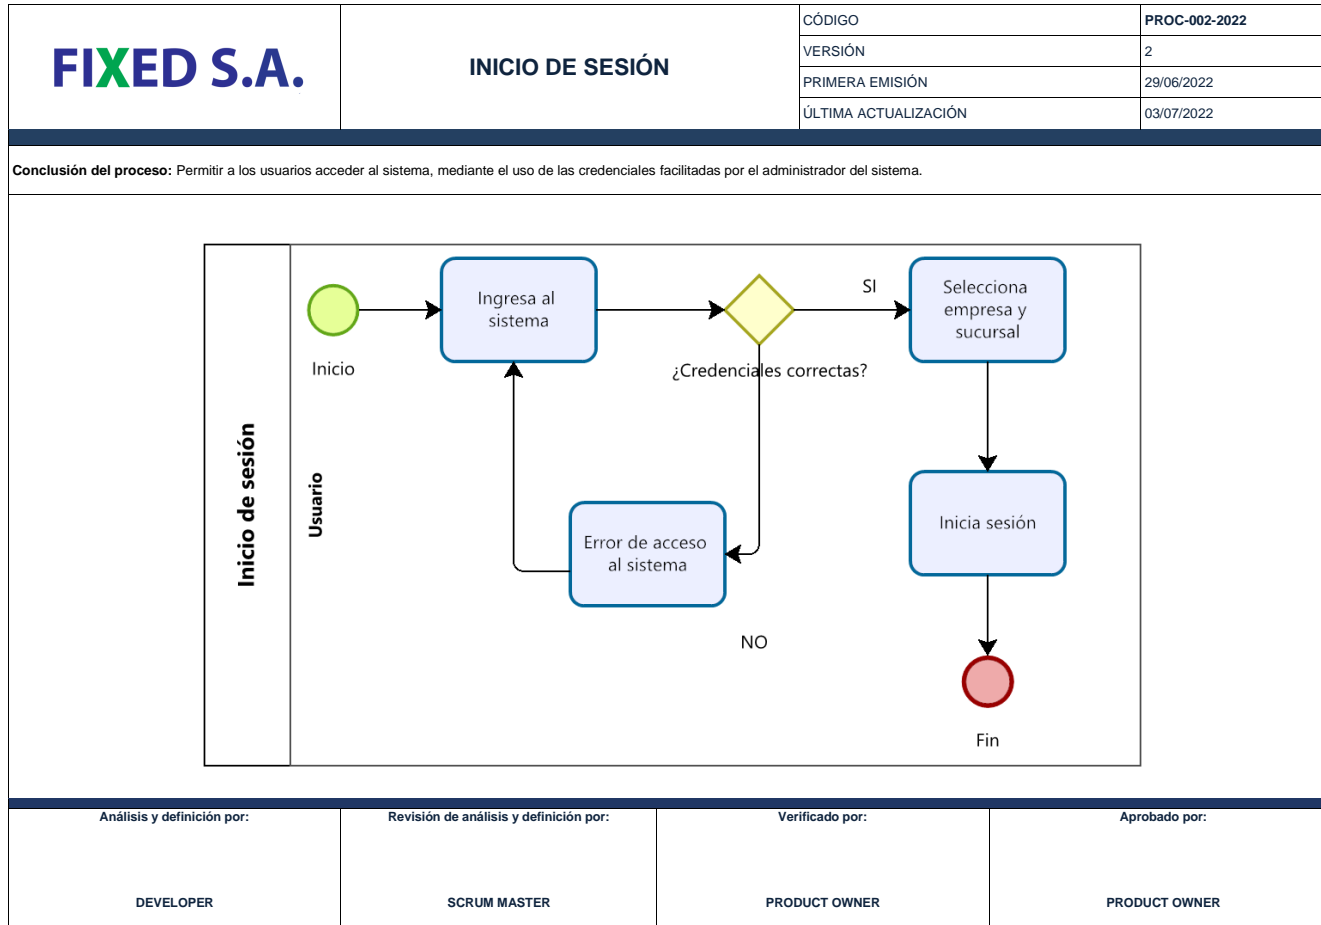 FIXED S.A.
INICIO DE SESIÓN
CÓDIGO
PROC-002-2022
VERSIÓN
2
PRIMERA EMISIÓN
29/06/2022
ÚLTIMA ACTUALIZACIÓN
03/07/2022
Conclusión del proceso: Permitir a los usuarios acceder al sistema, mediante el uso de las credenciales facilitadas por el administrador del sistema.
Inicio de sesión
Usuario
Inicio
Ingresa al
sistema
¿Credenciales correctas?
SI
Selecciona
empresa y
sucursal
Error de acceso
al sistema
NO
Inicia sesión
Fin
Análisis y definición por:
Revisión de análisis y definición por:
Verificado por:
Aprobado por:
DEVELOPER
SCRUM MASTER
PRODUCT OWNER
PRODUCT OWNER